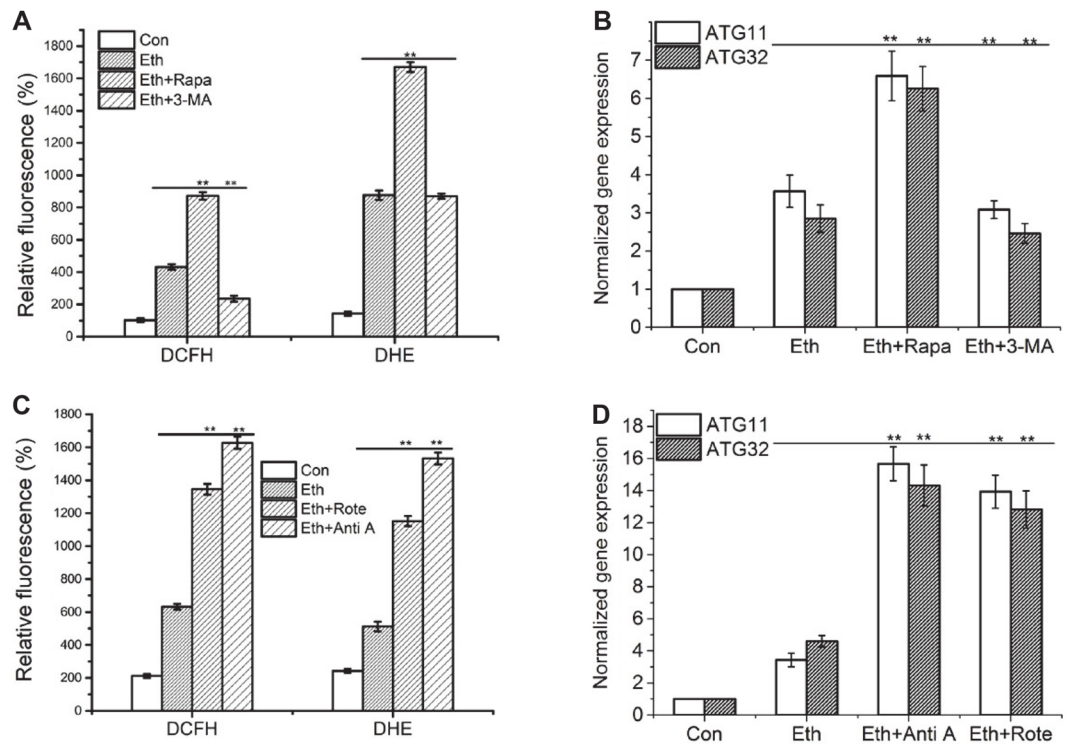 A
Relative fluorescence (%)
1800
1600
1400
1200
1000
800
600
400
200
0
Con
Eth
Eth+Rapa
Eth+3-MA
** **
**
DCFH DHE
B
Normalized gene expression
7
6
5
4
3
2
1
0
ATG11
ATG32
** ** ** **
Con Eth Eth+Rapa Eth+3-MA
C
Relative fluorescence (%)
1800
1600
1400
1200
1000
800
600
400
200
0
Con
Eth
Eth+Rote
Eth+Anti A
** **
** **
DCFH DHE
D
Normalized gene expression
18
16
14
12
10
8
6
4
2
0
ATG11
ATG32
** ** ** **
Con Eth Eth+Anti A Eth+Rote